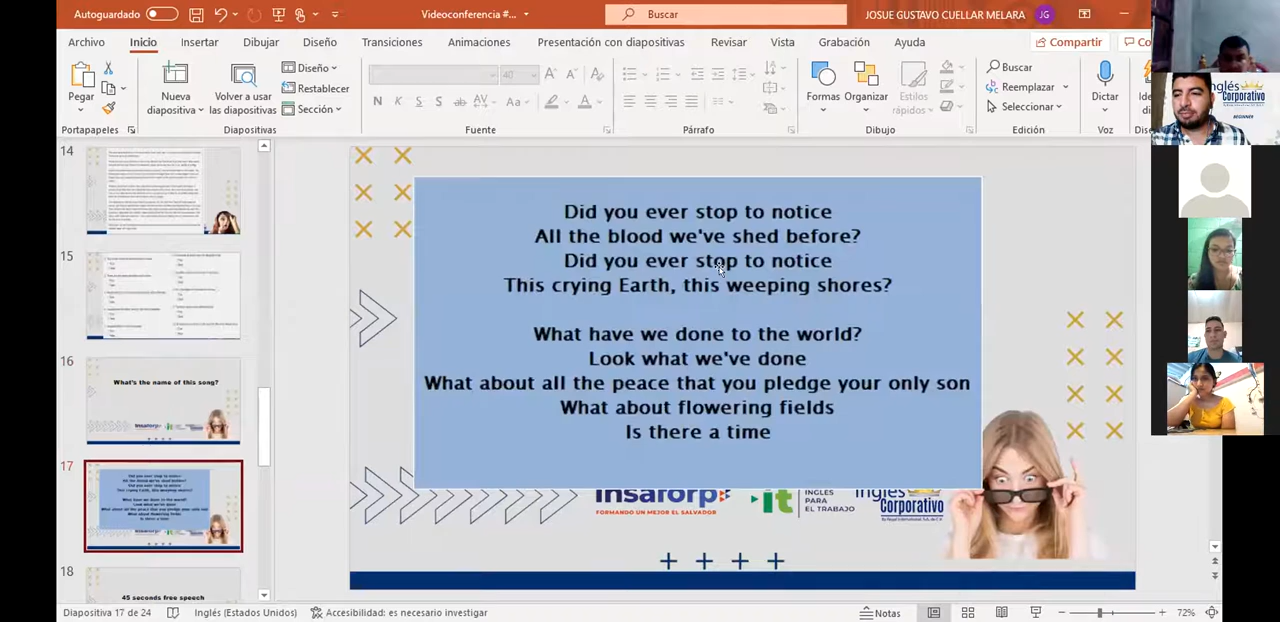 Autoguardado
Videoconferencia #...
Buscar
JOSUE GUSTAVO CUELLAR MELARA
JG
Archivo
Inicio
Insertar
Dibujar
Diseño
Transiciones
Animaciones
Presentación con diapositivas
Revisar
Vista
Grabación
Ayuda
Compartir
Co
Pegar
Nueva
diapositiva
Volver a usar
las diapositivas
Diseño
Restablecer
Sección
40
Formas
Organizar
Estilos
rápidos
Buscar
Reemplazar
Seleccionar
Dictar
Portapapeles
Diapositivas
Fuente
Párrafo
Dibujo
Edición
Voz
Inglés
Corporativo
BEGINNER
14
15
16
What's the name of this song?
17
18
45 seconds free speech
Did you ever stop to notice
All the blood we've shed before?
Did you ever stop to notice
This crying Earth, this weeping shores?
What have we done to the world?
Look what we've done
What about all the peace that you pledge your only son
What about flowering fields
Is there a time
insaforp
FORMANDO UN MEJOR EL SALVADOR
it
INGLÉS
PARA
EL TRABAJO
Inglés
Corporativo
Diapositiva 17 de 24
Inglés (Estados Unidos)
Accesibilidad: es necesario investigar
Notas
72%